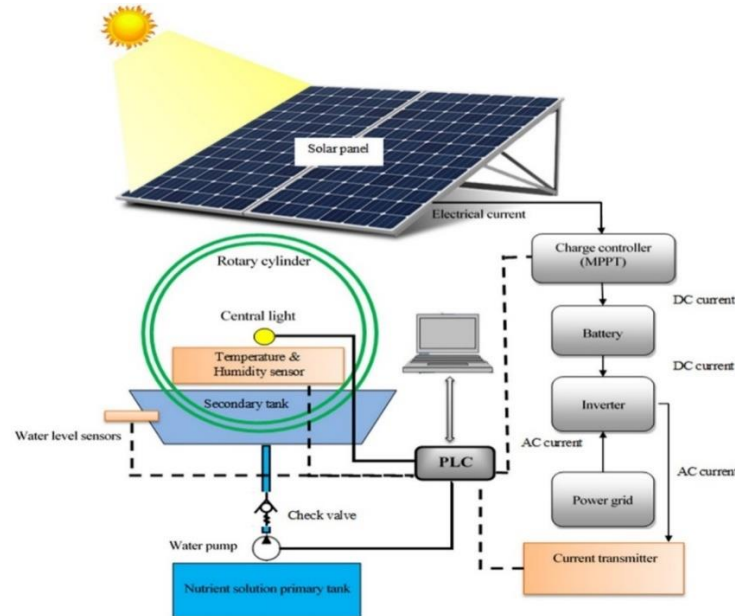 Solar panel
Electrical current
Rotary cylinder
Charge controller
(MPPT)
DC current
Central light
Battery
Temperature &
Humidity sensor
DC current
Secondary tank
Inverter
Water level sensors
AC current
PLC
AC current
Power grid
Check valve
Water pump
Current transmitter
Nutrient solution primary tank